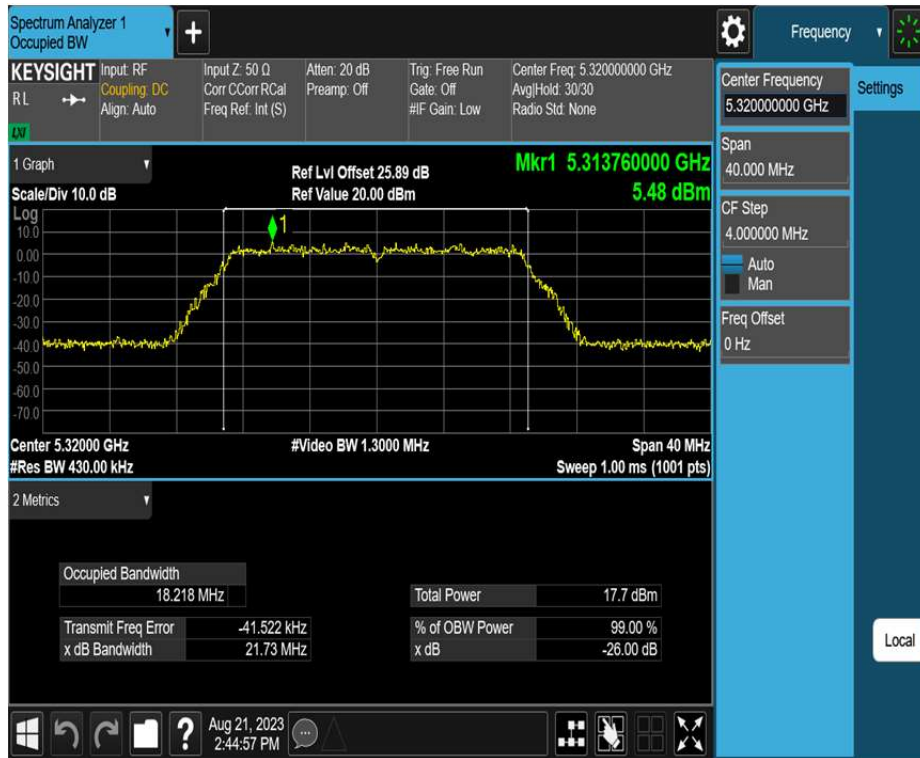 Spectrum Analyzer 1
Occupied BW
+
Frequency
KEYSIGHT
R L
LXI
Input: RF
Coupling: DC
Align: Auto
Input Z: 50 Ω
Corr CCorr RCal
Freq Ref: Int (S)
Atten: 20 dB
Preamp: Off
Trig: Free Run
Gate: Off
#IF Gain: Low
Center Freq: 5.320000000 GHz
Avg|Hold: 30/30
Radio Std: None
Center Frequency
5.320000000 GHz
Settings
Span
40.000 MHz
CF Step
4.000000 MHz
Auto
Man
Freq Offset
0 Hz
Local
1 Graph
Scale/Div 10.0 dB
Ref Lvl Offset 25.89 dB
Ref Value 20.00 dBm
Mkr1 5.313760000 GHz
5.48 dBm
Log
1
10.0
0.00
-10.0
-20.0
-30.0
-40.0
-50.0
-60.0
-70.0
Center 5.32000 GHz
#Video BW 1.3000 MHz
Span 40 MHz
#Res BW 430.00 kHz
Sweep 1.00 ms (1001 pts)
2 Metrics
Occupied Bandwidth
18.218 MHz
Total Power 17.7 dBm
Transmit Freq Error -41.522 kHz
% of OBW Power 99.00 %
x dB Bandwidth 21.73 MHz
x dB -26.00 dB
?
Aug 21, 2023
2:44:57 PM